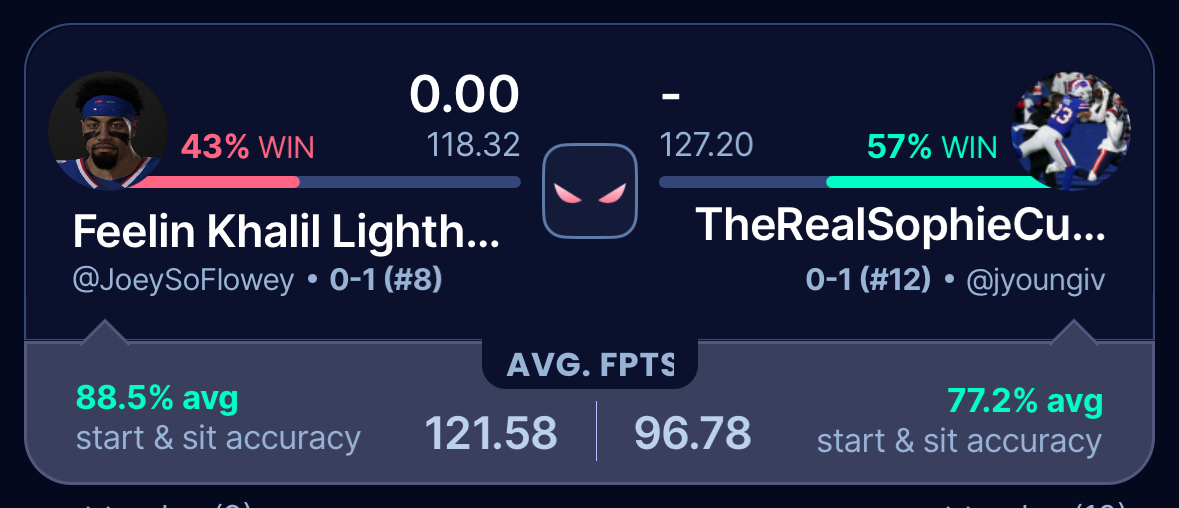 0.00
-
43% WIN
118.32
127.20
57% WIN
Feelin Khalil Lighth...
TheRealSophieCu...
@JoeySoFlowey • 0-1 (#8)
0-1 (#12) • @jyoungiv
AVG. FPTS
88.5% avg
start & sit accuracy
121.58
96.78
77.2% avg
start & sit accuracy